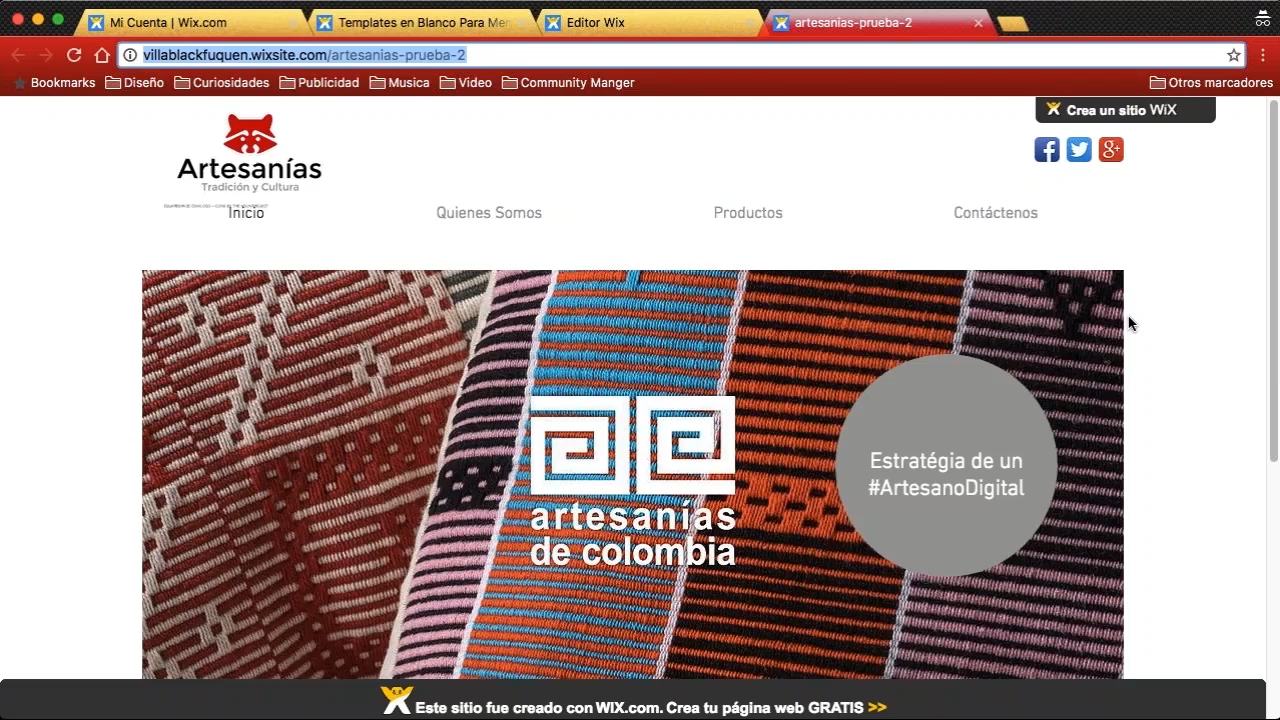 Mi Cuenta | Wix.com
Templates en Blanco Para Mer
Editor Wix
artesanias-prueba-2
villablackfuquen.wixsite.com/artesanias-prueba-2
Bookmarks
Diseño
Curiosidades
Publicidad
Musica
Video
Community Manger
Otros marcadores
Crea un sitio WiX
Artesanías
Tradición y Cultura
Inicio
Quienes Somos
Productos
Contáctenos
artesanías
de colombia
Estratégia de un
#ArtesanoDigital
Este sitio fue creado con WIX.com. Crea tu página web GRATIS >>